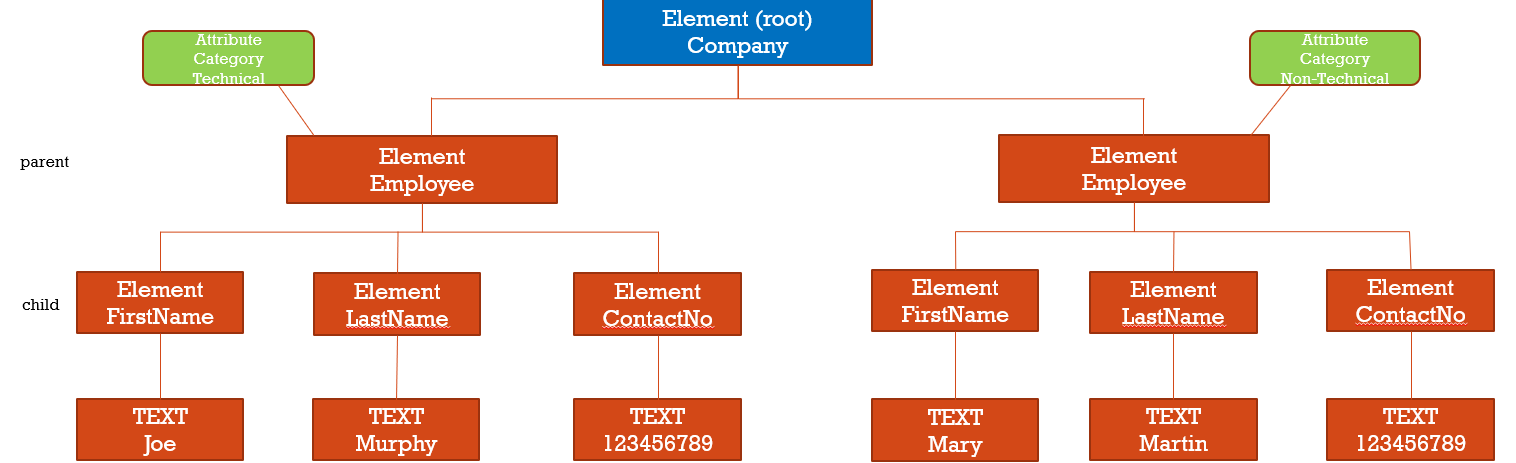 Element (root)
Company
Attribute
Category
Technical
Attribute
Category
Non-Technical
parent
Element
Employee
Element
Employee
child
Element
FirstName
Element
LastName
Element
ContactNo
Element
FirstName
Element
LastName
Element
ContactNo
TEXT
Joe
TEXT
Murphy
TEXT
123456789
TEXT
Mary
TEXT
Martin
TEXT
123456789